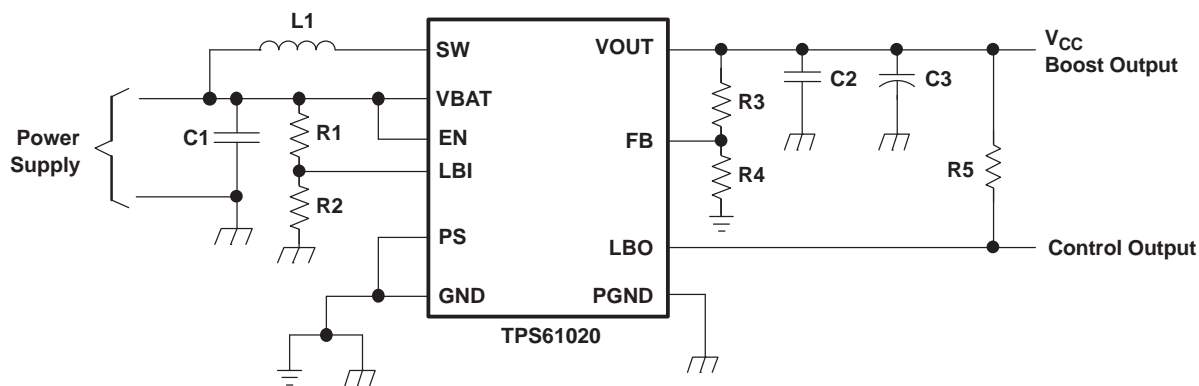 L1
SW
VOUT
VCC
Boost Output
C2
C3
R3
VBAT
Power
Supply
C1
R1
EN
FB
LBI
R4
R5
R2
PS
LBO
Control Output
GND
PGND
TPS61020